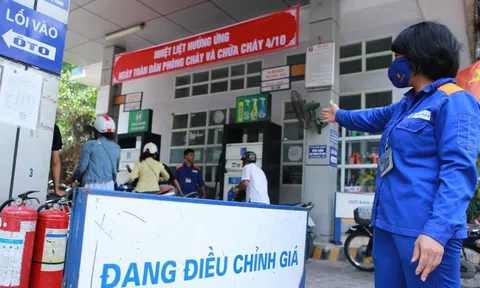 LỐI VÀO
ÔTÔ
NHIỆT LIỆT HƯỞNG ỨNG
NGÀY TOÀN DÂN PHÒNG CHÁY VÀ CHỮA CHÁY 4/10
3
ĐANG ĐIỀU CHỈNH GIÁ